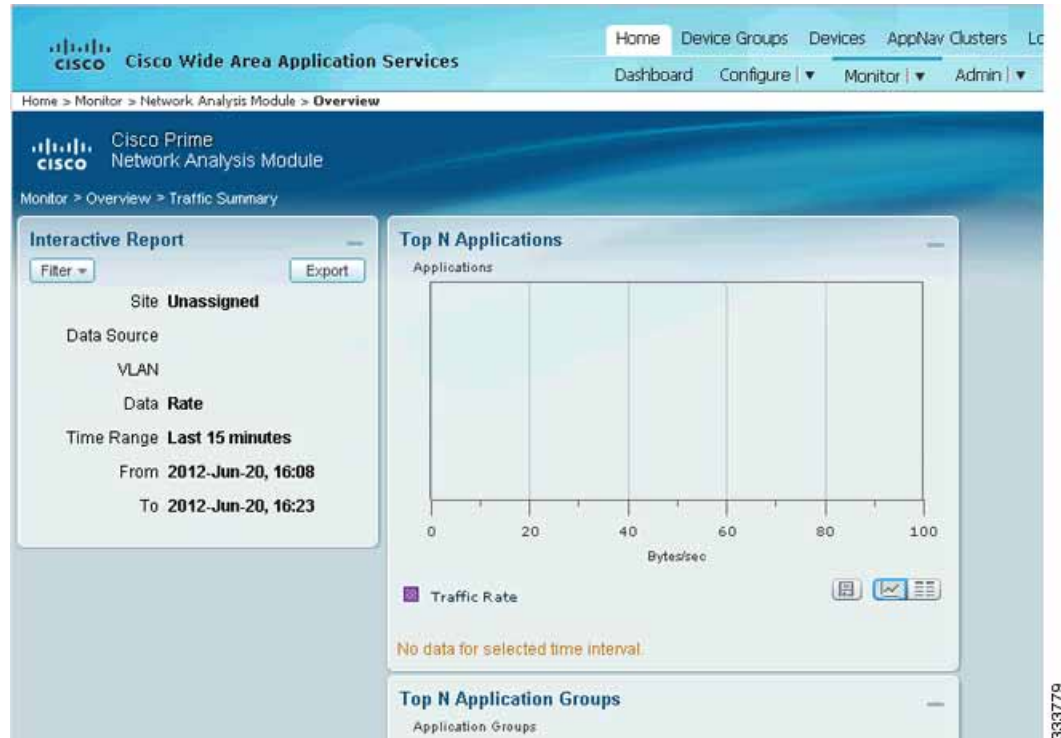 Home Device Groups Devices AppNav Clusters Lo
CISCO Cisco Wide Area Application Services
Dashboard Configure | ▼ Monitor | ▼ Admin | ▼
Home > Monitor > Network Analysis Module > Overview
CISCO Cisco Prime
Network Analysis Module
Monitor > Overview > Traffic Summary
Interactive Report
Filter
Export
Site Unassigned
Data Source
VLAN
Data Rate
Time Range Last 15 minutes
From 2012-Jun-20, 16:08
To 2012-Jun-20, 16:23
Top N Applications
Applications
0 20 40 60 80 100
Bytes/sec
Traffic Rate
No data for selected time interval.
Top N Application Groups
Application Groups
333779